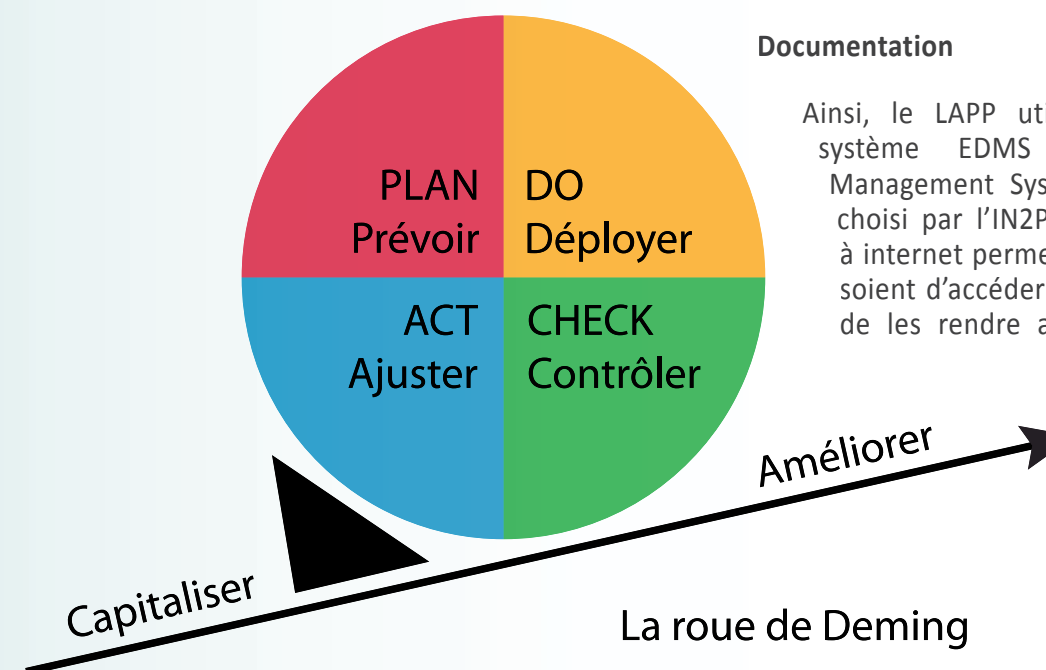 Documentation
Ainsi, le LAPP
système EDMS
Management
choisi par
à internet
soient d’accéder
de les rendre
PLAN
Prévoir
DO
Déployer
ACT
Ajuster
CHECK
Contrôler
Capitaliser
Améliorer
La roue de Deming